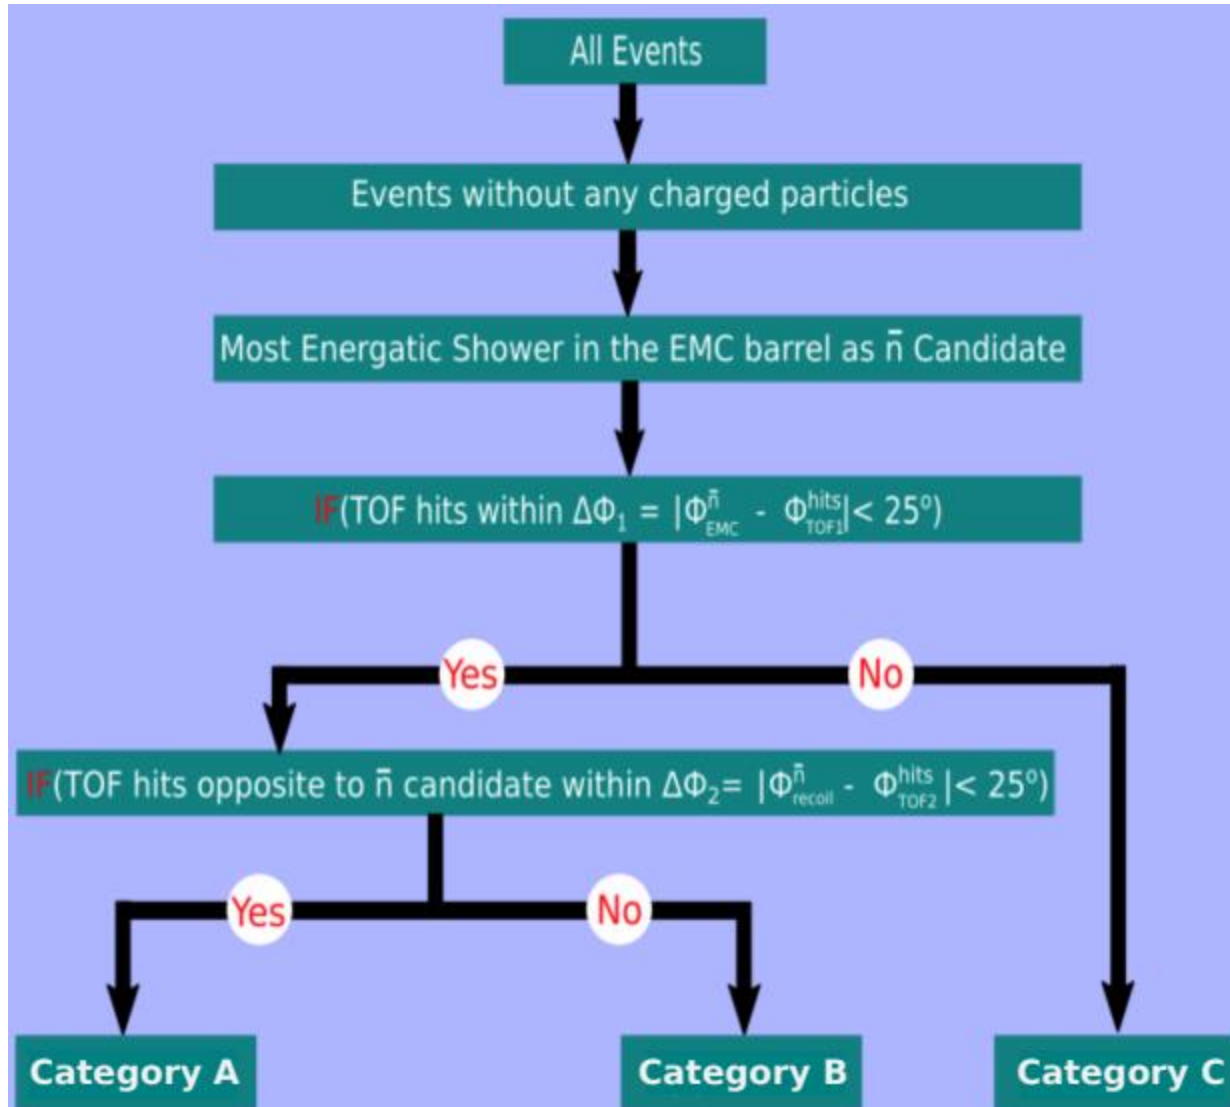 All Events
Events without any charged particles
Most Energatic Shower in the EMC barrel as n̄ Candidate
IF(TOF hits within ΔΦ₁ = |Φ^n̄_EMC - Φ^hits_TOF1|< 25°)
Yes
No
IF(TOF hits opposite to n̄ candidate within ΔΦ₂= |Φ^n̄_recoil - Φ^hits_TOF2 |< 25°)
Yes
No
Category A
Category B
Category C